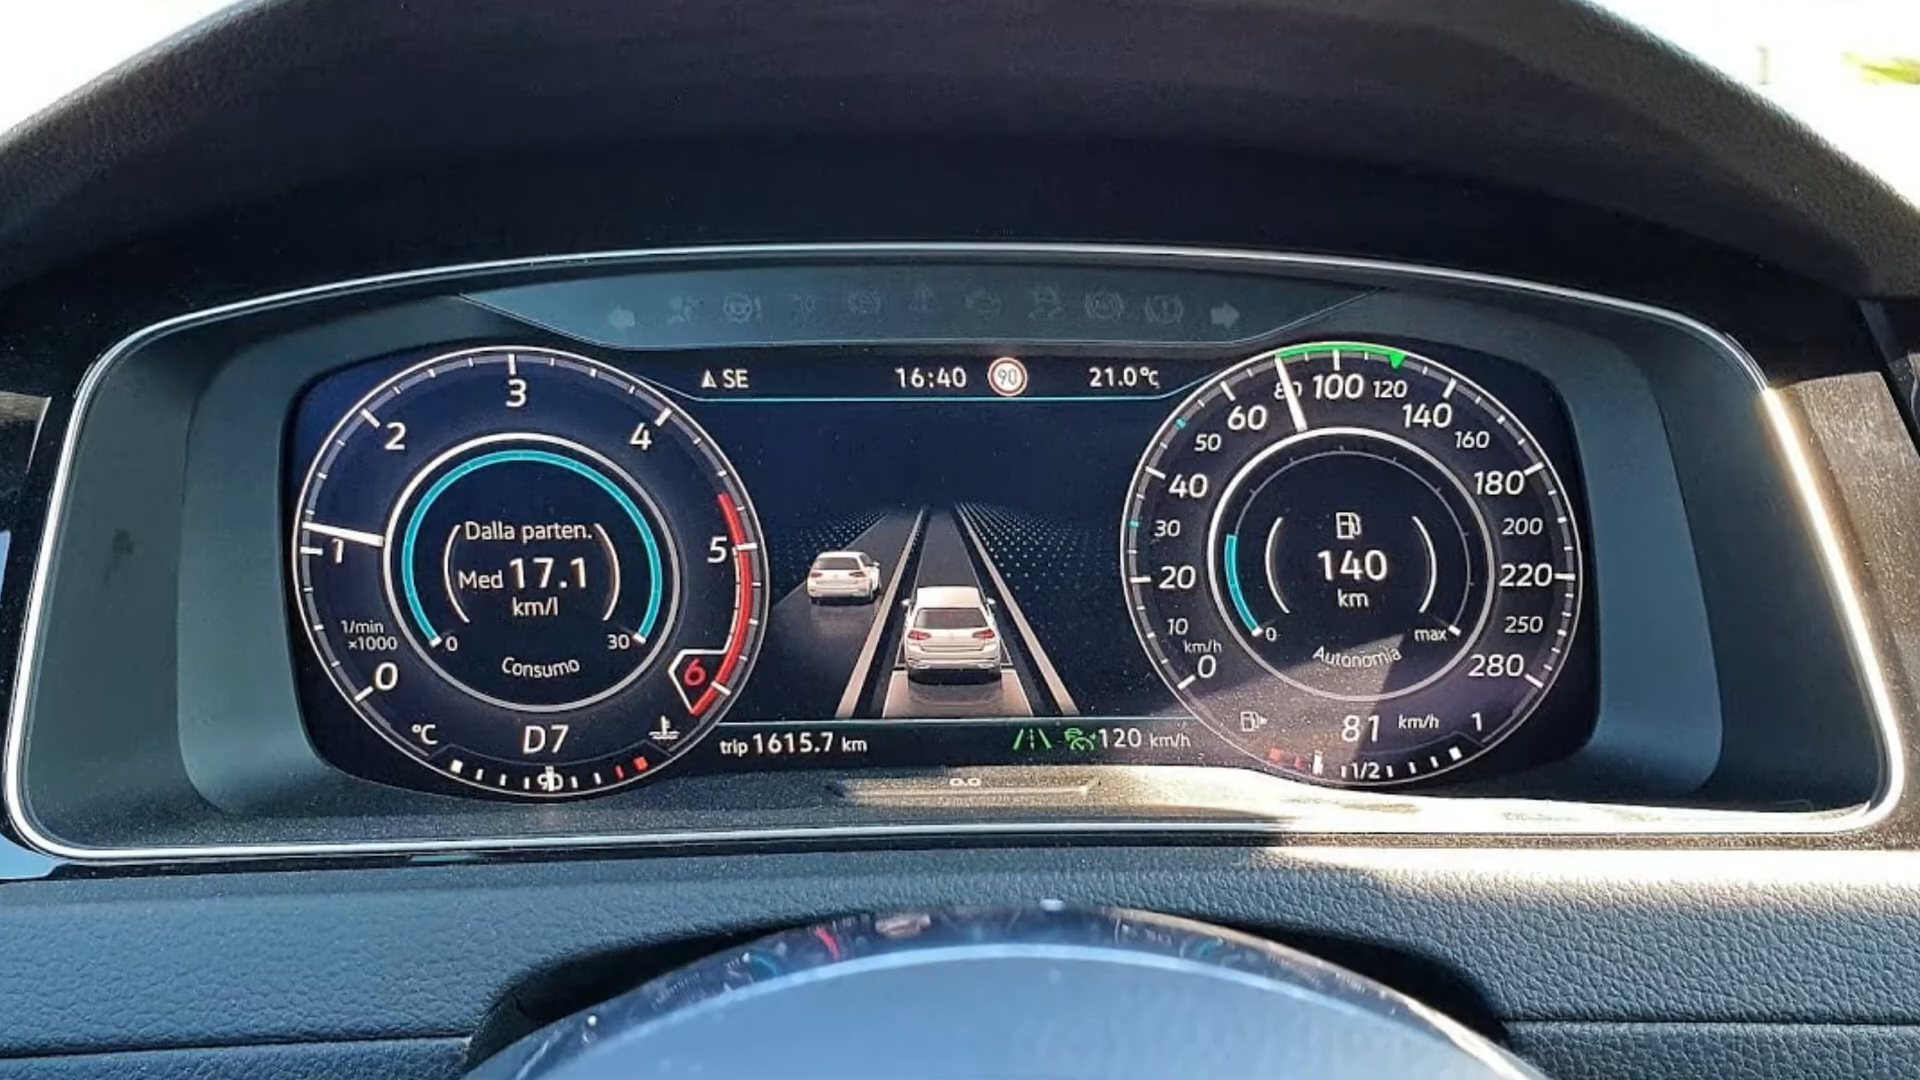 SE
16:40
90
21.0°C
0
1
2
3
4
5
6
1/min
x1000
Dalla parten.
Med 17.1
km/l
0
30
Consumo
°C
D7
90
trip 1615.7 km
120 km/h
0
km/h
10
20
30
40
50
60
80
100
120
140
160
180
200
220
250
280
140
km
0
max
Autonomia
81 km/h
1
1/2